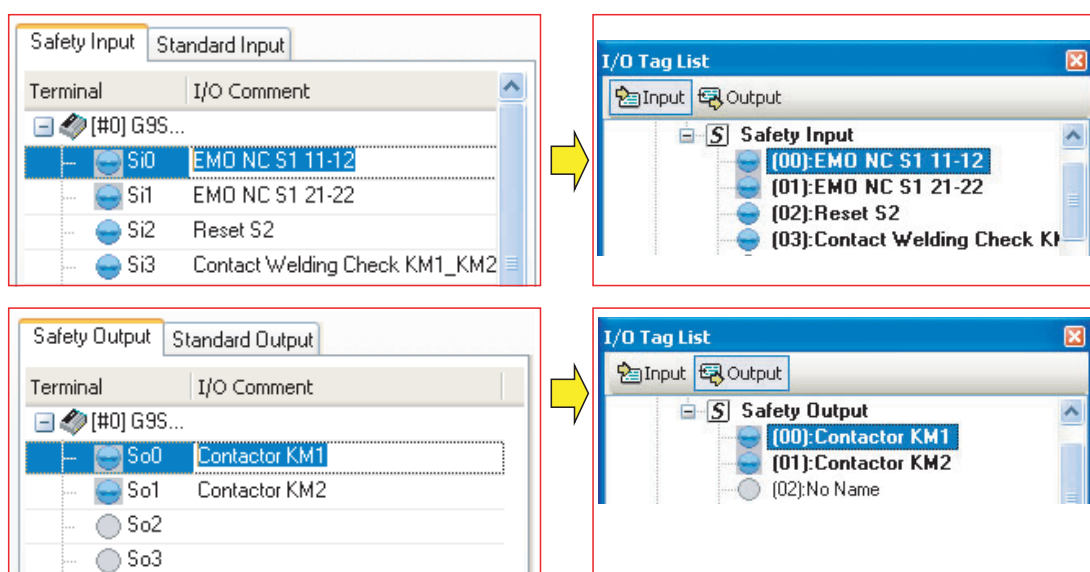 Safety Input Standard Input
Terminal I/O Comment
[#0] G9S...
Si0 EMO NC S1 11-12
Si1 EMO NC S1 21-22
Si2 Reset S2
Si3 Contact Welding Check KM1_KM2
I/O Tag List
Input Output
S Safety Input
(00):EMO NC S1 11-12
(01):EMO NC S1 21-22
(02):Reset S2
(03):Contact Welding Check
Safety Output Standard Output
Terminal I/O Comment
[#0] G9S...
So0 Contactor KM1
So1 Contactor KM2
So2
So3
I/O Tag List
Input Output
S Safety Output
(00):Contactor KM1
(01):Contactor KM2
(02):No Name